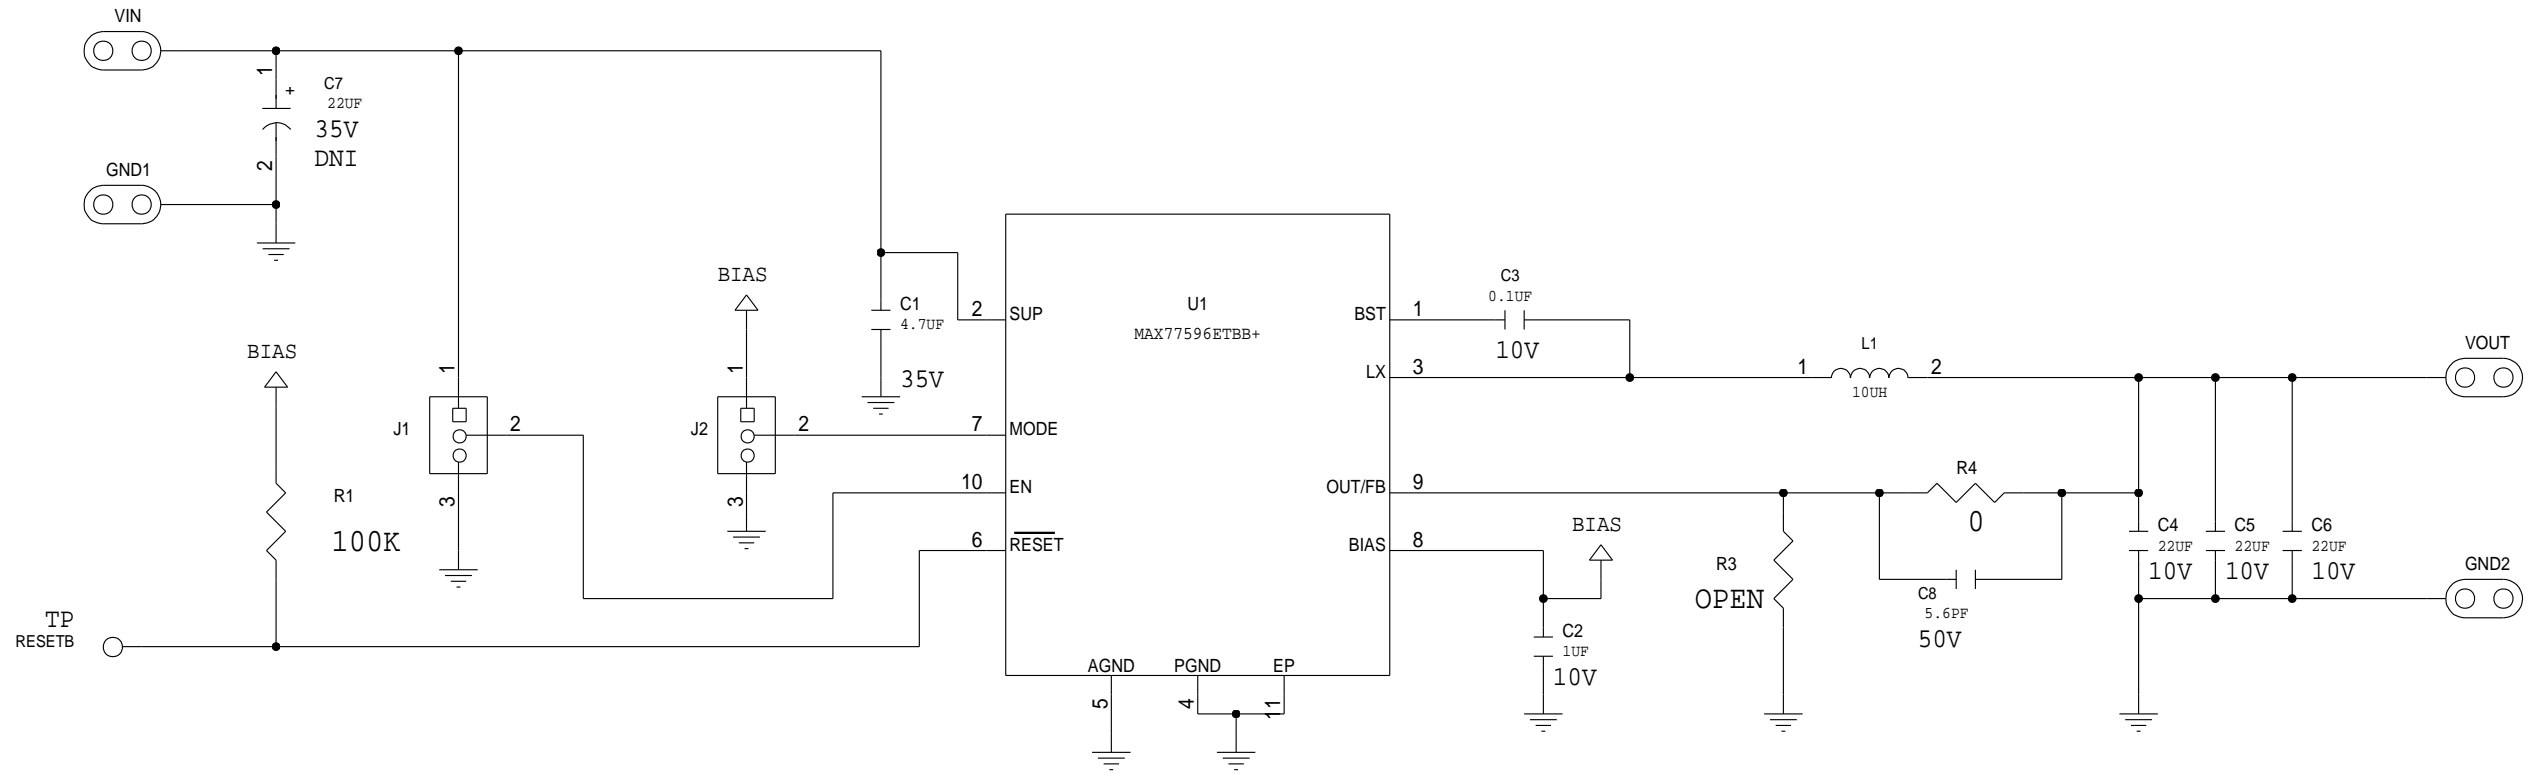 VIN
1
C7
+
22UF
35V
DNI
2
GND1
BIAS
R1
100K
TP
RESETB
1
J1
2
3
BIAS
1
J2
2
3
C1
4.7UF
35V
2
SUP
7
MODE
10
EN
6
RESET
U1
MAX77596ETBB+
BST
1
LX
3
OUT/FB
9
BIAS
8
AGND
PGND
EP
5
4
11
C3
0.1UF
10V
1
L1
10UH
2
VOUT
BIAS
C2
1UF
10V
R3
OPEN
R4
0
C8
5.6PF
50V
C4
22UF
10V
C5
22UF
10V
C6
22UF
10V
GND2